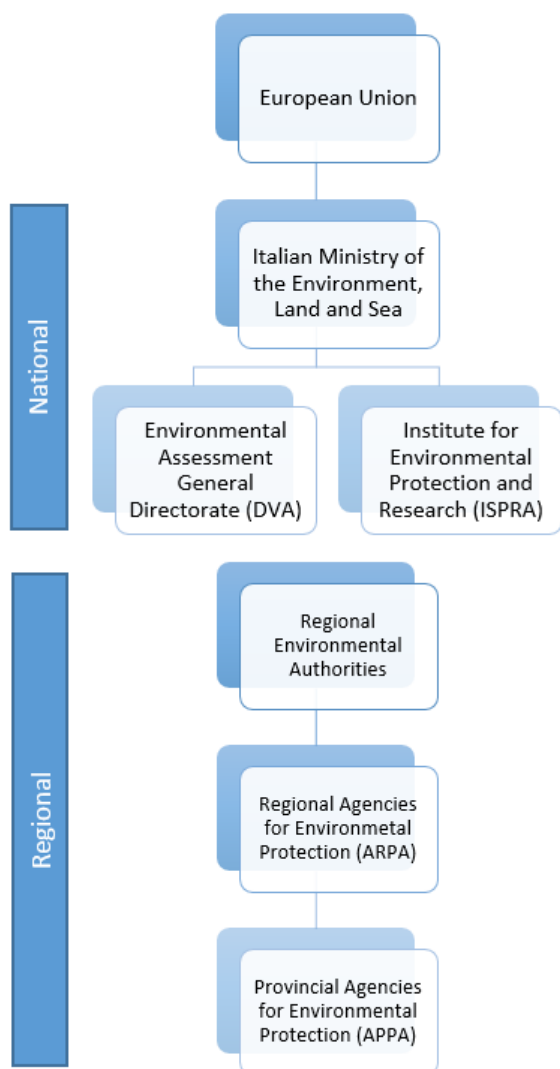 European Union
National
Italian Ministry of
the Environment,
Land and Sea
Environmental
Assessment
General
Directorate (DVA)
Institute for
Environmental
Protection and
Research (ISPRA)
Regional
Regional
Environmental
Authorities
Regional Agencies
for Environmetal
Protection (ARPA)
Provincial Agencies
for Environmental
Protection (APPA)